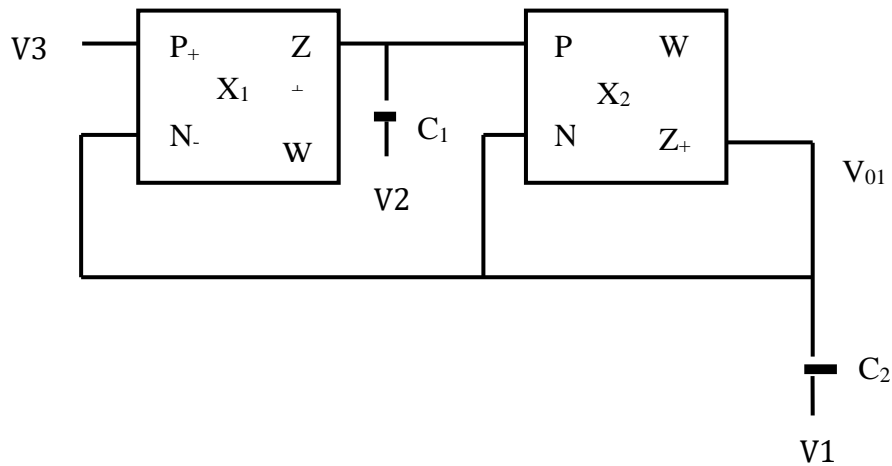 V3
P+ Z
X1 +
N- W
C1
V2
P W
X2
N Z+
V01
C2
V1